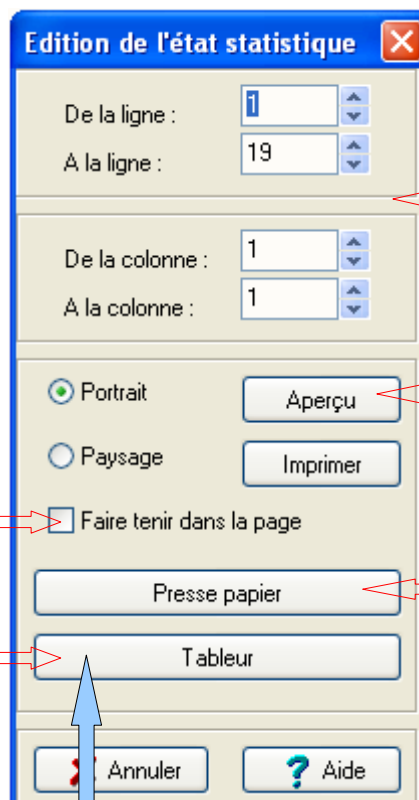 Edition de l'état statistique
De la ligne : 1
A la ligne : 19
De la colonne : 1
A la colonne : 1
Portrait Aperçu
Paysage Imprimer
Faire tenir dans la page
Presse papier
Tableur
Annuler ? Aide